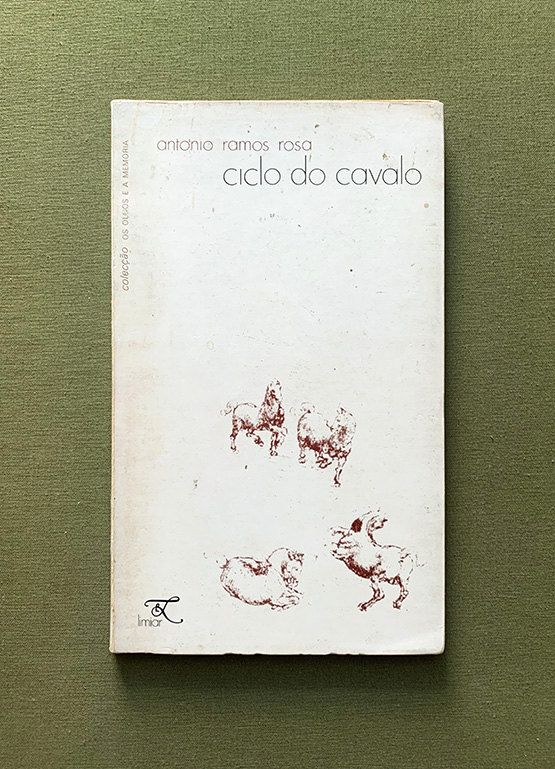 antónio ramos rosa
ciclo do cavalo
colecção OS OLHOS E A MEMÓRIA
limiar